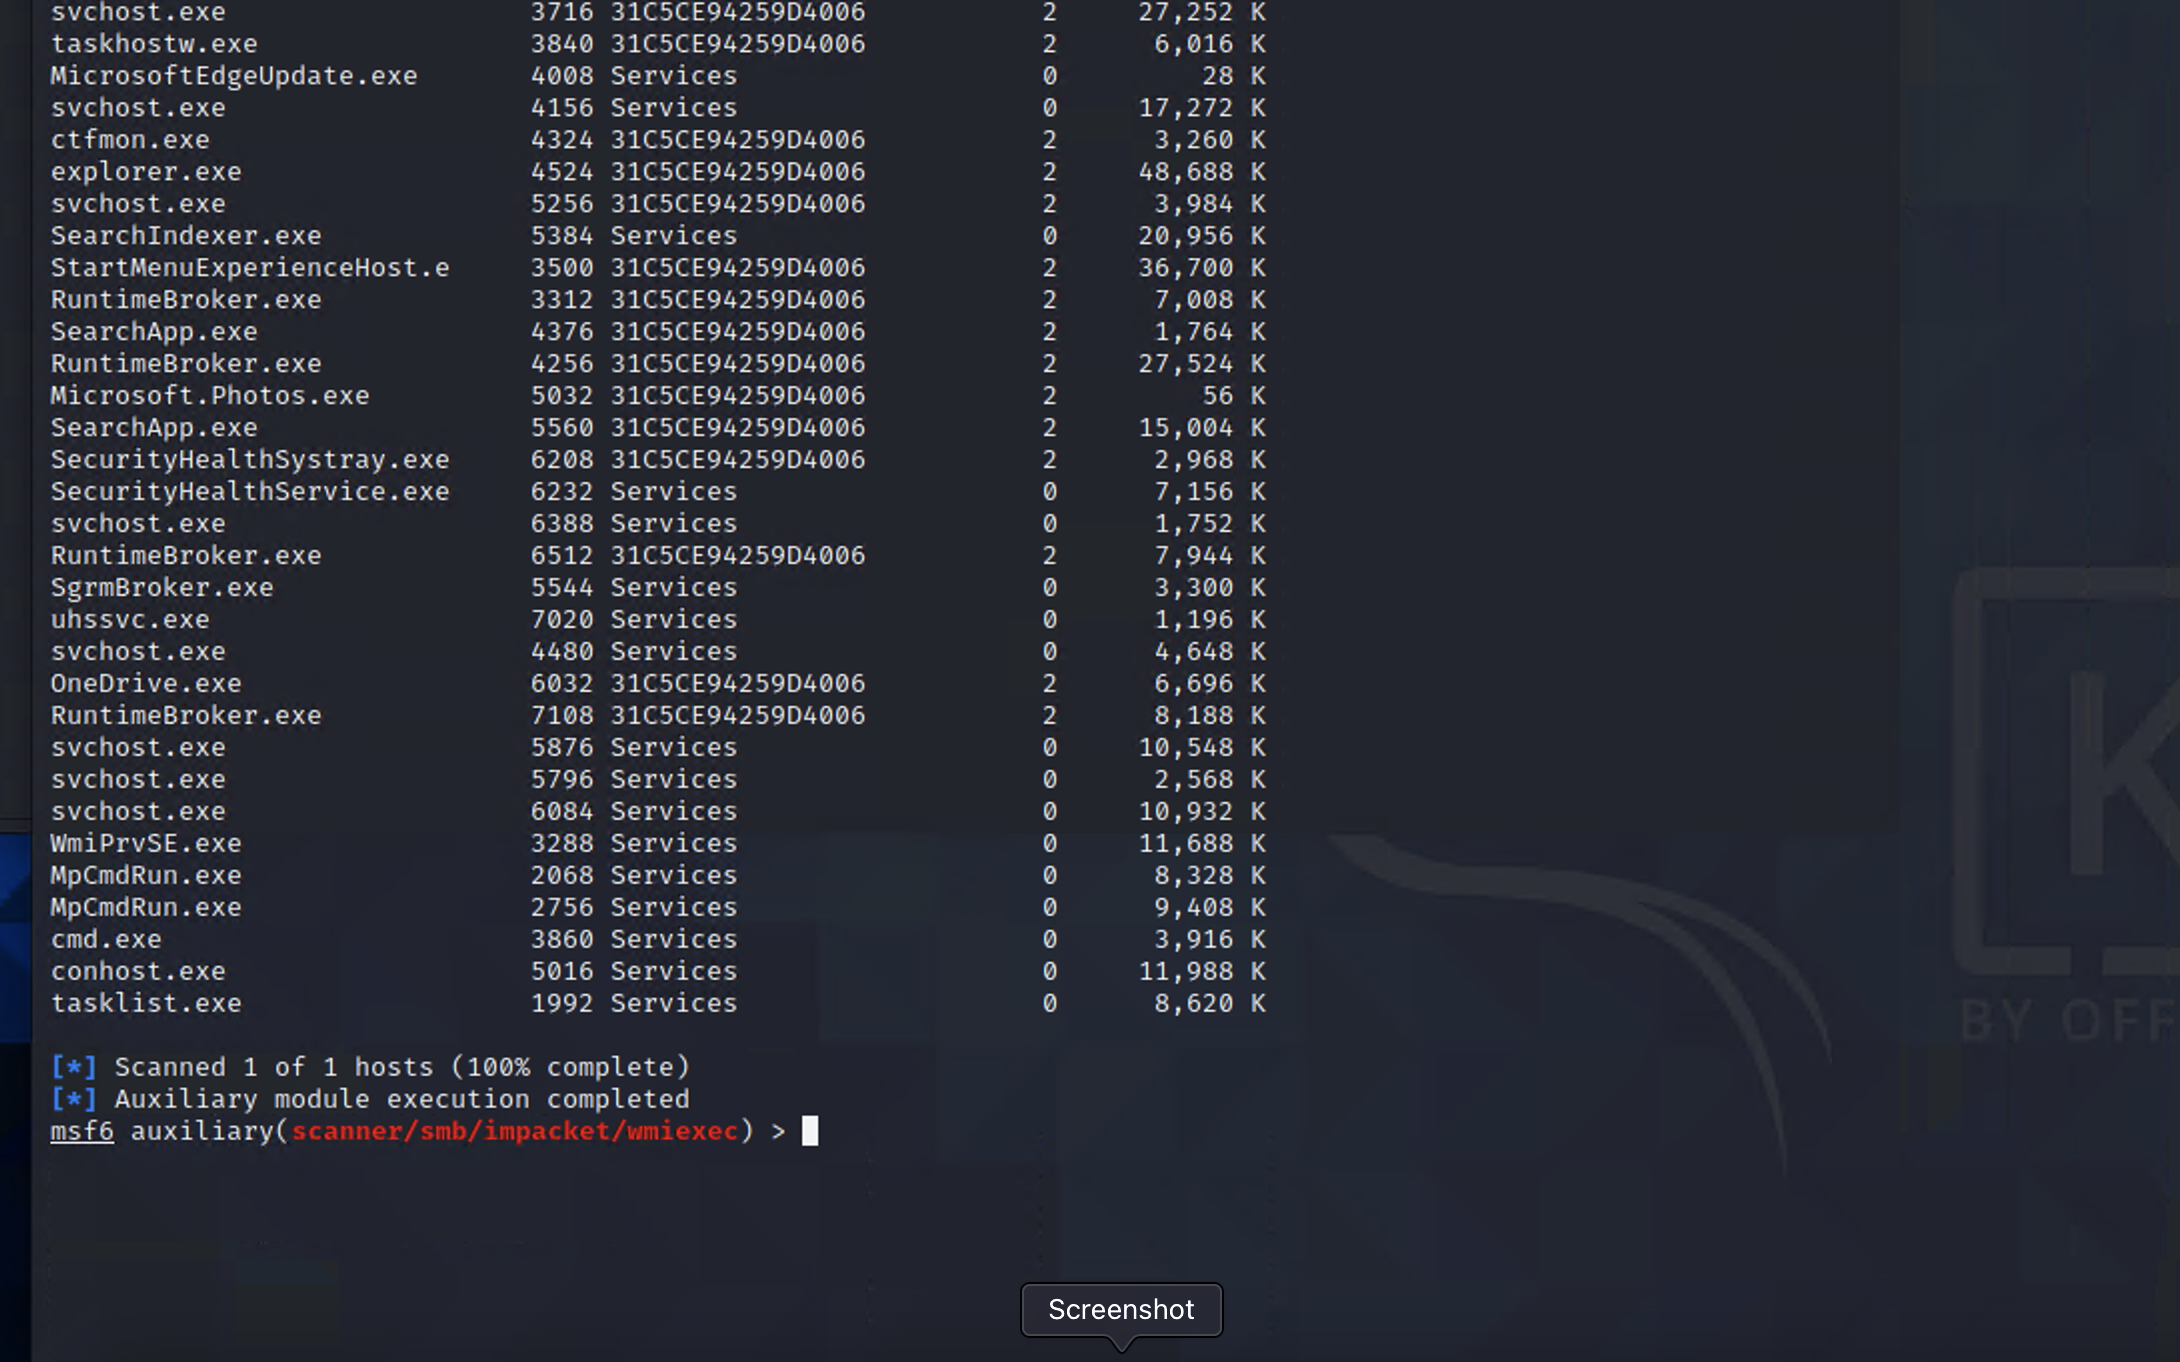 svchost.exe                   3716 31C5CE94259D4006           2     27,252 K
taskhostw.exe                 3840 31C5CE94259D4006           2      6,016 K
MicrosoftEdgeUpdate.exe       4008 Services                   0         28 K
svchost.exe                   4156 Services                   0     17,272 K
ctfmon.exe                    4324 31C5CE94259D4006           2      3,260 K
explorer.exe                  4524 31C5CE94259D4006           2     48,688 K
svchost.exe                   5256 31C5CE94259D4006           2      3,984 K
SearchIndexer.exe             5384 Services                   0     20,956 K
StartMenuExperienceHost.e     3500 31C5CE94259D4006           2     36,700 K
RuntimeBroker.exe             3312 31C5CE94259D4006           2      7,008 K
SearchApp.exe                 4376 31C5CE94259D4006           2      1,764 K
RuntimeBroker.exe             4256 31C5CE94259D4006           2     27,524 K
Microsoft.Photos.exe          5032 31C5CE94259D4006           2         56 K
SearchApp.exe                 5560 31C5CE94259D4006           2     15,004 K
SecurityHealthSystray.exe     6208 31C5CE94259D4006           2      2,968 K
SecurityHealthService.exe     6232 Services                   0      7,156 K
svchost.exe                   6388 Services                   0      1,752 K
RuntimeBroker.exe             6512 31C5CE94259D4006           2      7,944 K
SgrmBroker.exe                5544 Services                   0      3,300 K
uhssvc.exe                    7020 Services                   0      1,196 K
svchost.exe                   4480 Services                   0      4,648 K
OneDrive.exe                  6032 31C5CE94259D4006           2      6,696 K
RuntimeBroker.exe             7108 31C5CE94259D4006           2      8,188 K
svchost.exe                   5876 Services                   0     10,548 K
svchost.exe                   5796 Services                   0      2,568 K
svchost.exe                   6084 Services                   0     10,932 K
WmiPrvSE.exe                  3288 Services                   0     11,688 K
MpCmdRun.exe                  2068 Services                   0      8,328 K
MpCmdRun.exe                  2756 Services                   0      9,408 K
cmd.exe                       3860 Services                   0      3,916 K
conhost.exe                   5016 Services                   0     11,988 K
tasklist.exe                  1992 Services                   0      8,620 K
[*] Scanned 1 of 1 hosts (100% complete)
[*] Auxiliary module execution completed
msf6 auxiliary(scanner/smb/impacket/wmiexec) >
K
BY OFF
Screenshot